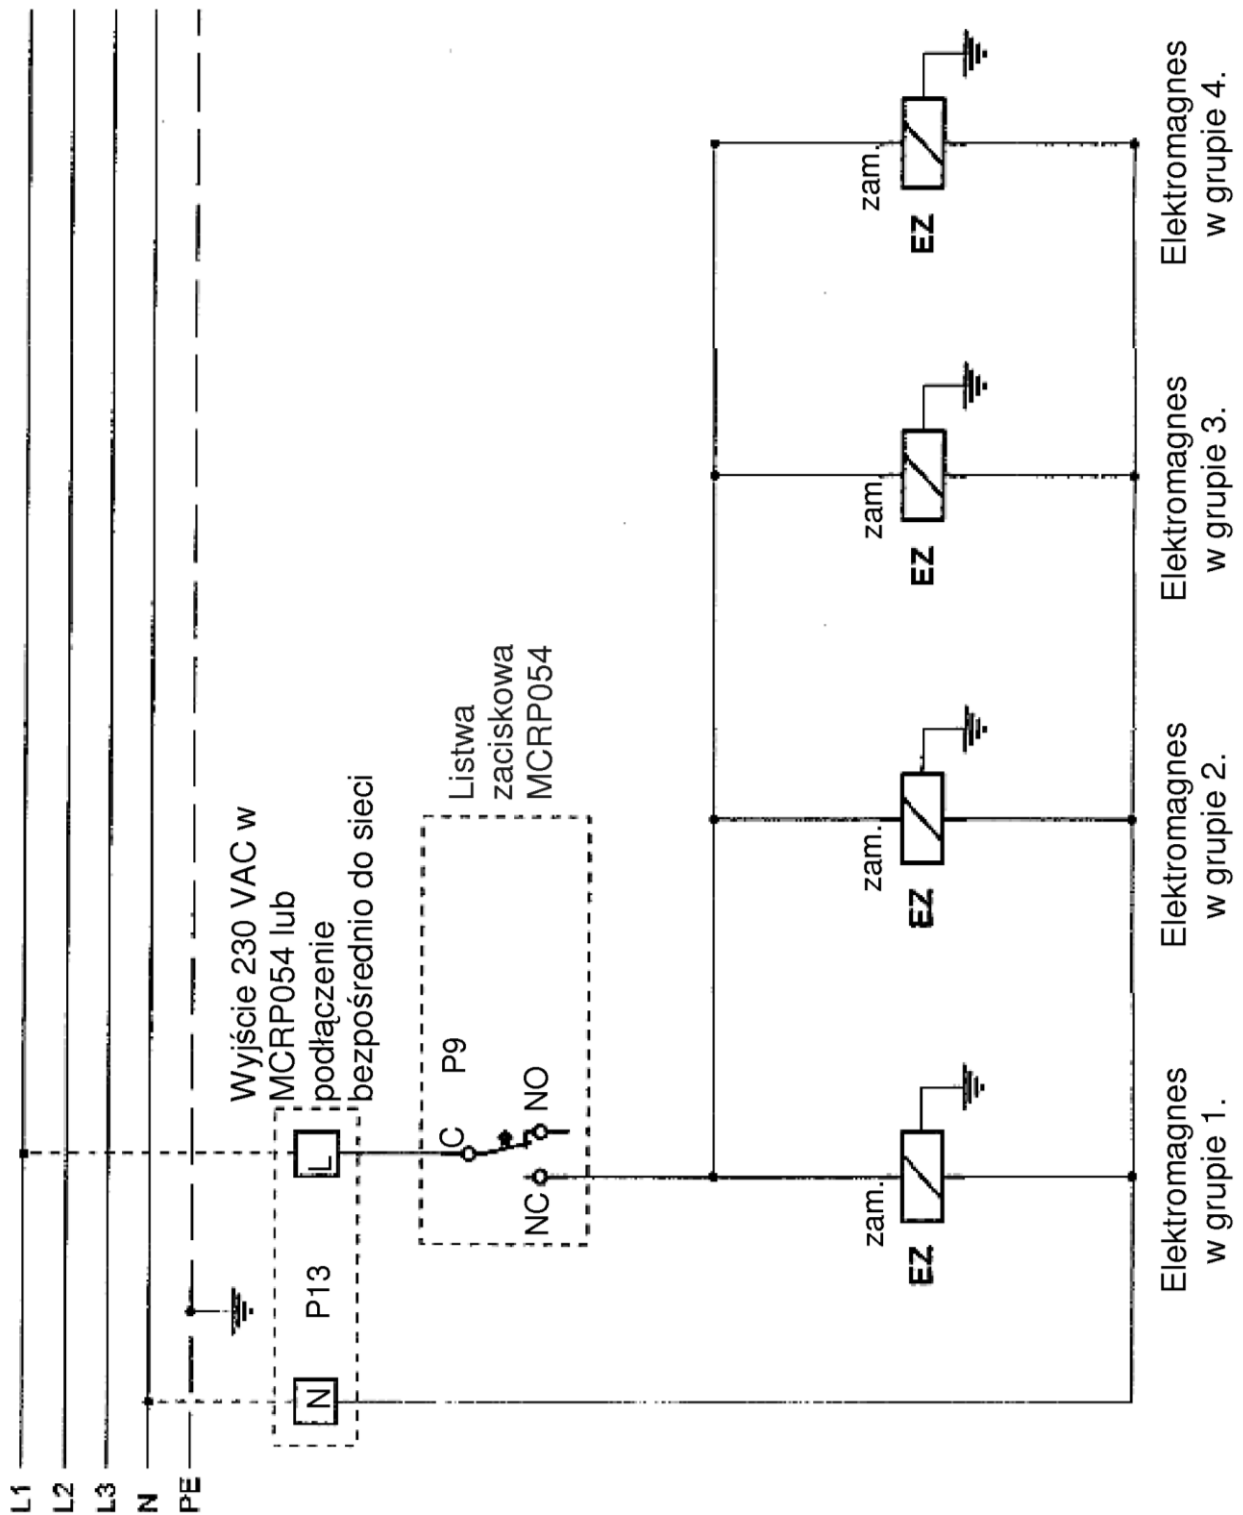 L1
L2
L3
N
PE
Wyjście 230 VAC w
MCRP054 lub
podłączenie
bezpośrednio do sieci
N
P13
L
Listwa
zaciskowa
MCRP054
C
P9
NC
NO
zam.
EZ
zam.
EZ
zam
EZ
zam.
EZ
Elektromagnes
w grupie 1.
Elektromagnes
w grupie 2.
Elektromagnes
w grupie 3.
Elektromagnes
w grupie 4.